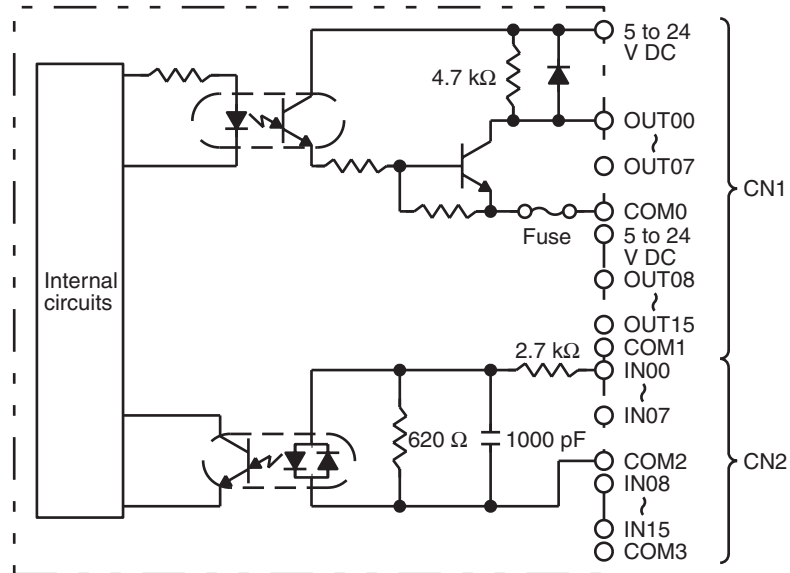 5 to 24
V DC
4.7 kΩ
OUT00
~
OUT07
CN1
COM0
Fuse
5 to 24
V DC
Internal
circuits
OUT08
~
OUT15
2.7 kΩ
COM1
IN00
~
IN07
620 Ω
1000 pF
COM2
CN2
IN08
~
IN15
COM3